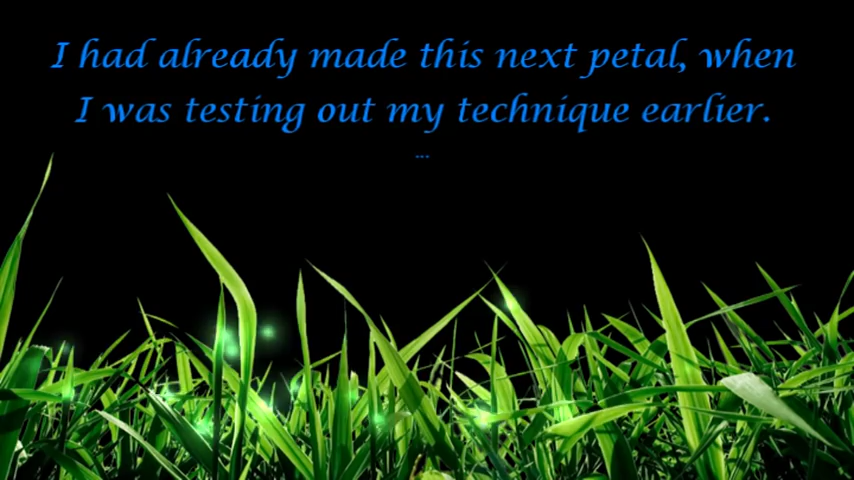 I had already made this next petal, when
I was testing out my technique earlier.
...